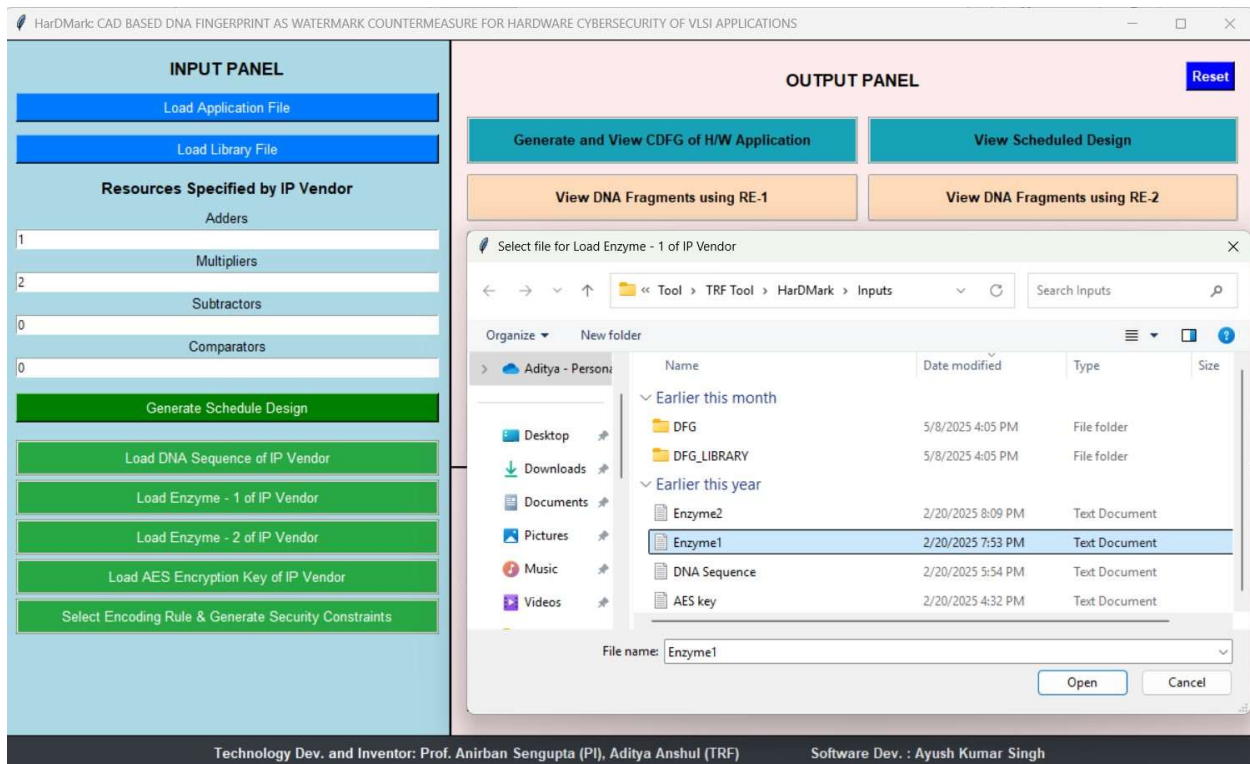 HarDMark: CAD BASED DNA FINGERPRINT AS WATERMARK COUNTERMEASURE FOR HARDWARE CYBERSECURITY OF VLSI APPLICATIONS
INPUT PANEL
Load Application File
Load Library File
Resources Specified by IP Vendor
Adders
1
Multipliers
2
Subtractors
0
Comparators
0
Generate Schedule Design
Load DNA Sequence of IP Vendor
Load Enzyme - 1 of IP Vendor
Load Enzyme - 2 of IP Vendor
Load AES Encryption Key of IP Vendor
Select Encoding Rule & Generate Security Constraints
OUTPUT PANEL
Reset
Generate and View CDFG of H/W Application
View Scheduled Design
View DNA Fragments using RE-1
View DNA Fragments using RE-2
Select file for Load Enzyme - 1 of IP Vendor
« Tool > TRF Tool > HarDMark > Inputs
Search Inputs
Organize
New folder
Aditya - Persona
Desktop
Downloads
Documents
Pictures
Music
Videos
Name Date modified Type Size
Earlier this month
DFG 5/8/2025 4:05 PM File folder
DFG_LIBRARY 5/8/2025 4:05 PM File folder
Earlier this year
Enzyme2 2/20/2025 8:09 PM Text Document
Enzyme1 2/20/2025 7:53 PM Text Document
DNA Sequence 2/20/2025 5:54 PM Text Document
AES key 2/20/2025 4:32 PM Text Document
File name: Enzyme1
Open
Cancel
Technology Dev. and Inventor: Prof. Anirban Sengupta (PI), Aditya Anshul (TRF)
Software Dev. : Ayush Kumar Singh